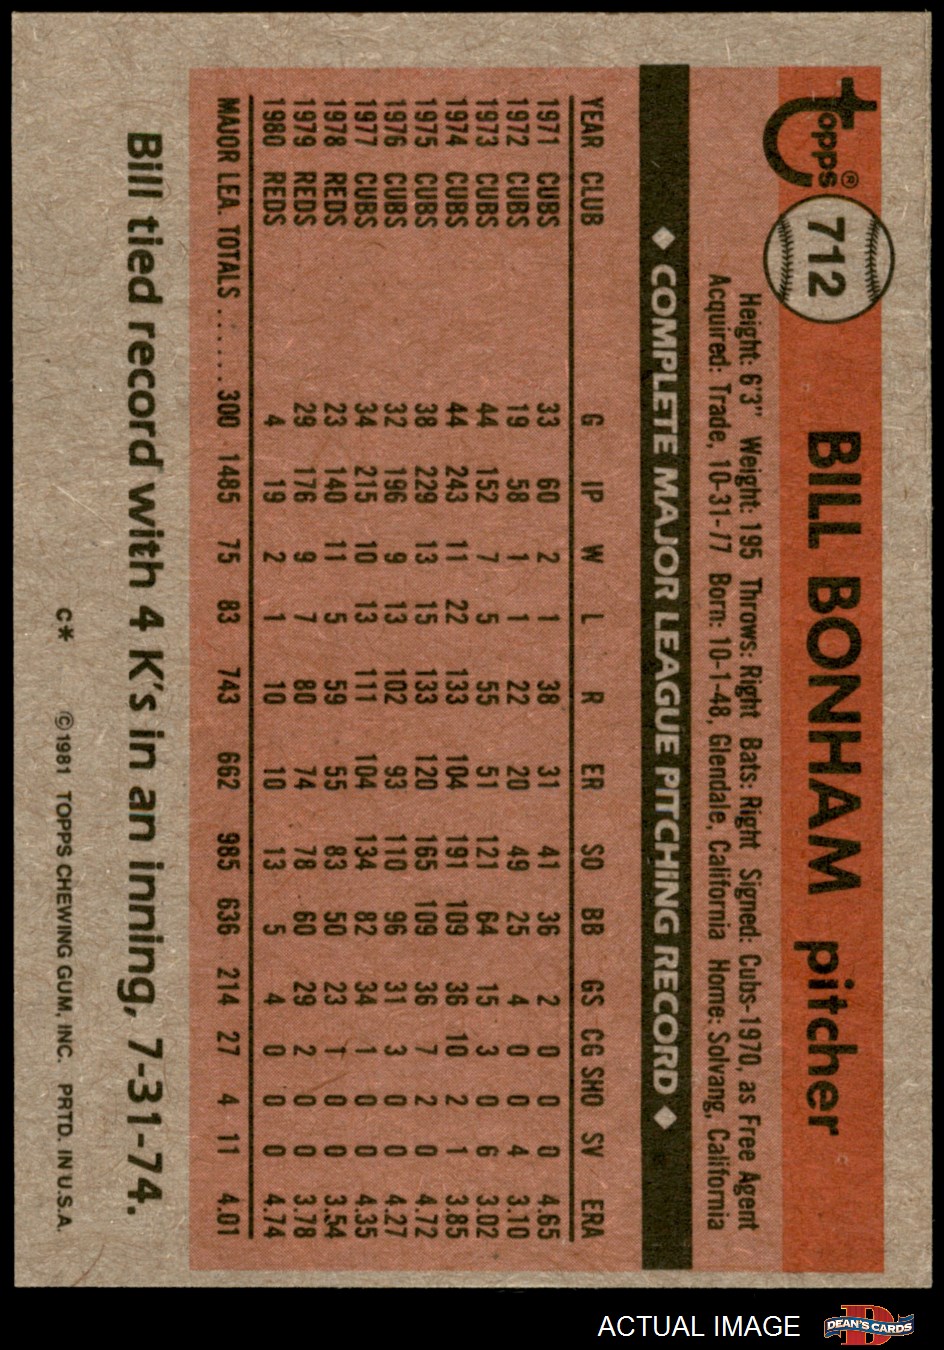 Topps®
712
BILL BONHAM pitcher
Height: 6'3" Weight: 195 Throws: Right Bats: Right Signed: Cubs-1970, as Free Agent
Acquired: Trade, 10-31-77 Born: 10-1-48, Glendale, California Home: Solvang, California
COMPLETE MAJOR LEAGUE PITCHING RECORD
YEAR CLUB G IP W L R ER SO BB GS CG SHO SV ERA
1971 CUBS 33 60 2 1 38 31 41 36 2 0 0 0 4.65
1972 CUBS 19 58 1 1 22 20 49 25 4 0 0 4 3.10
1973 CUBS 44 152 7 5 55 51 121 64 15 3 0 6 3.02
1974 CUBS 44 243 11 22 133 104 191 109 36 10 2 1 3.85
1975 CUBS 38 229 13 15 133 120 165 109 36 7 2 0 4.72
1976 CUBS 32 196 9 13 102 93 110 96 31 3 0 0 4.27
1977 CUBS 34 215 10 13 111 104 134 82 34 1 0 0 4.35
1978 REDS 23 140 11 5 59 55 83 50 23 1 0 0 3.54
1979 REDS 29 176 9 7 80 74 78 60 29 2 0 0 3.78
1980 REDS 4 19 2 1 10 10 13 5 4 0 0 0 4.74
MAJOR LEA. TOTALS ...... 300 1485 75 83 743 662 985 636 214 27 4 11 4.01
Bill tied record with 4 K's in an inning, 7-31-74.
C* ©1981 TOPPS CHEWING GUM, INC. PRTD. IN U.S.A.
ACTUAL IMAGE
DEAN'S CARDS